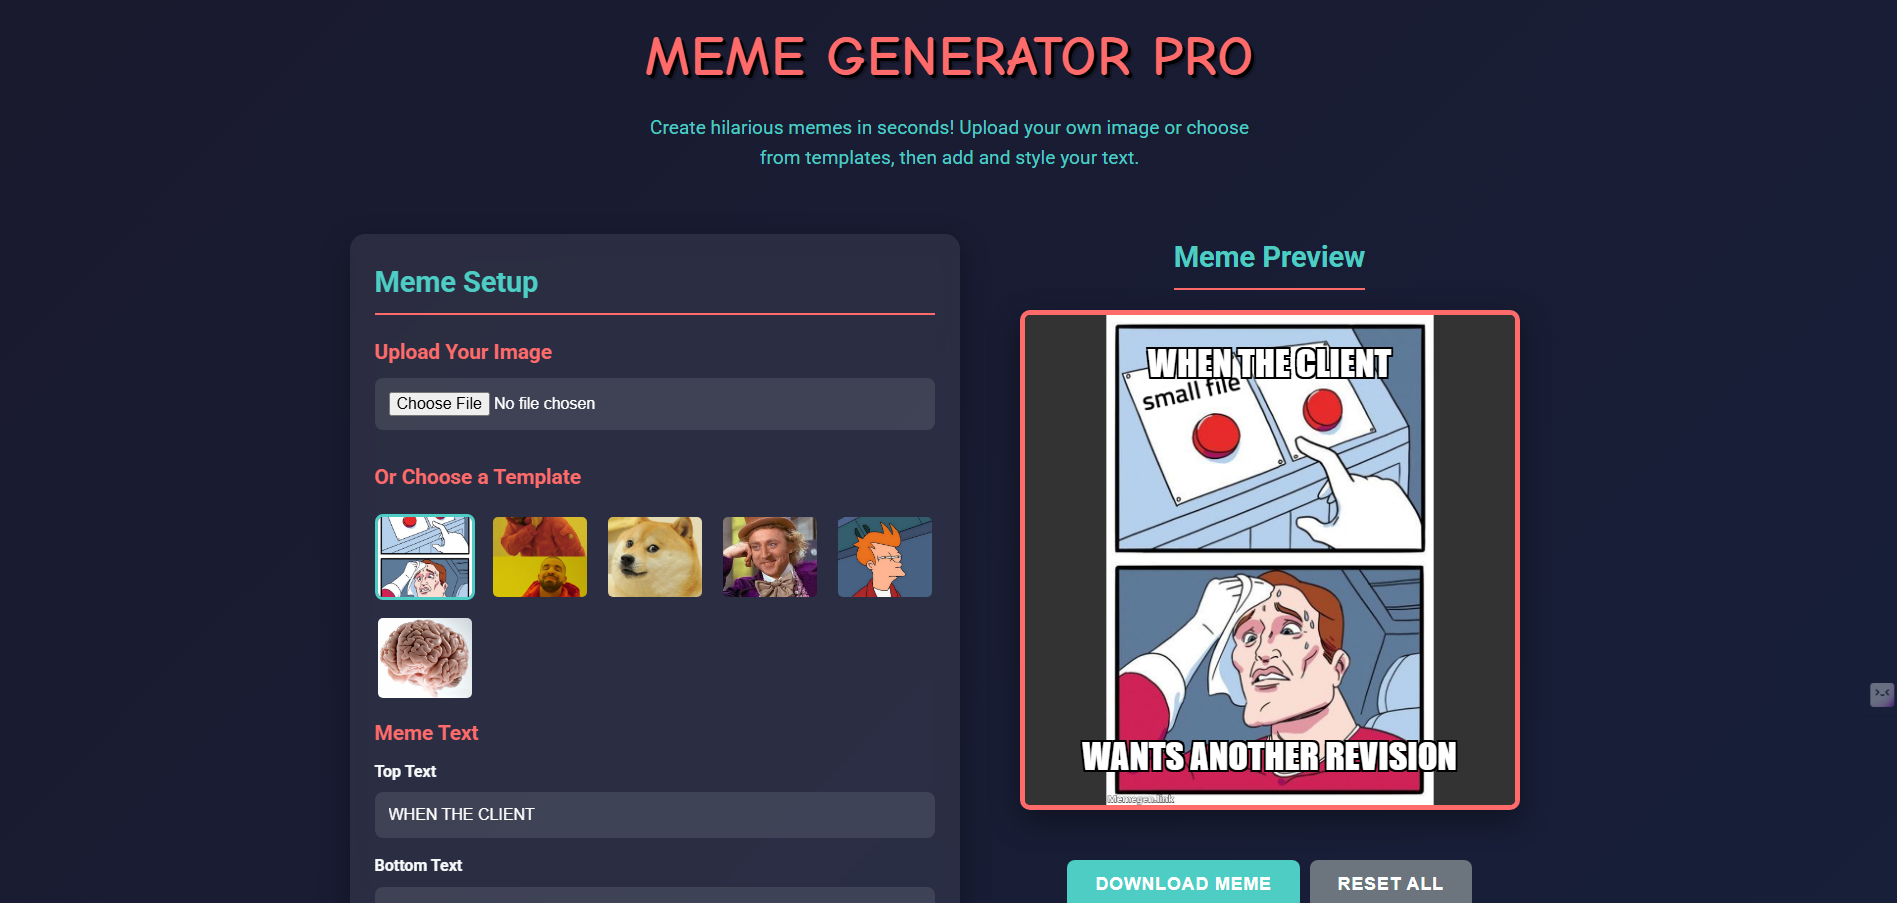 MEME GENERATOR PRO
Create hilarious memes in seconds! Upload your own image or choose
from templates, then add and style your text.
Meme Setup
Upload Your Image
Choose File No file chosen
Or Choose a Template
Meme Text
Top Text
WHEN THE CLIENT
Bottom Text
Meme Preview
WHEN THE CLIENT
small file
WANTS ANOTHER REVISION
Memegen.link
DOWNLOAD MEME
RESET ALL